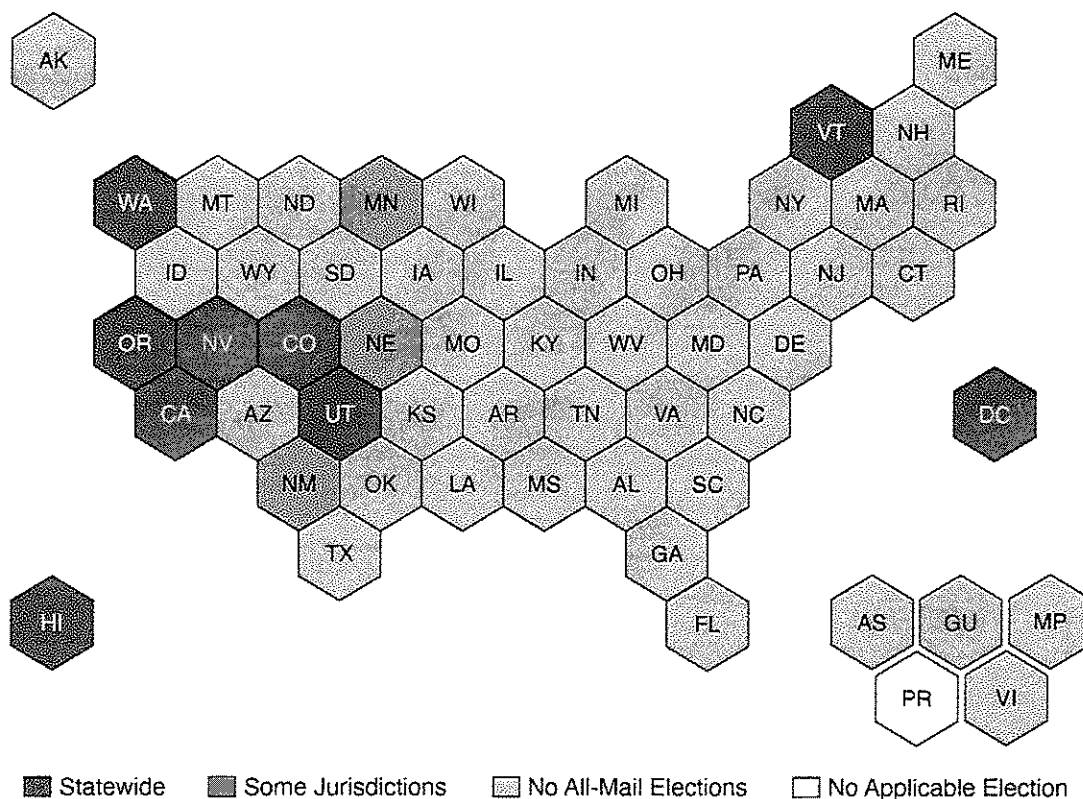 AK
ME
VT NH
WA MT ND MN WI MI NY MA RI
ID WY SD IA IL IN OH PA NJ CT
OR NV CO NE MO KY WV MD DE
CA AZ UT KS AR TN VA NC DC
NM OK LA MS AL SC
TX GA
HI FL AS GU MP
PR VI
Statewide Some Jurisdictions No All-Mail Elections No Applicable Election